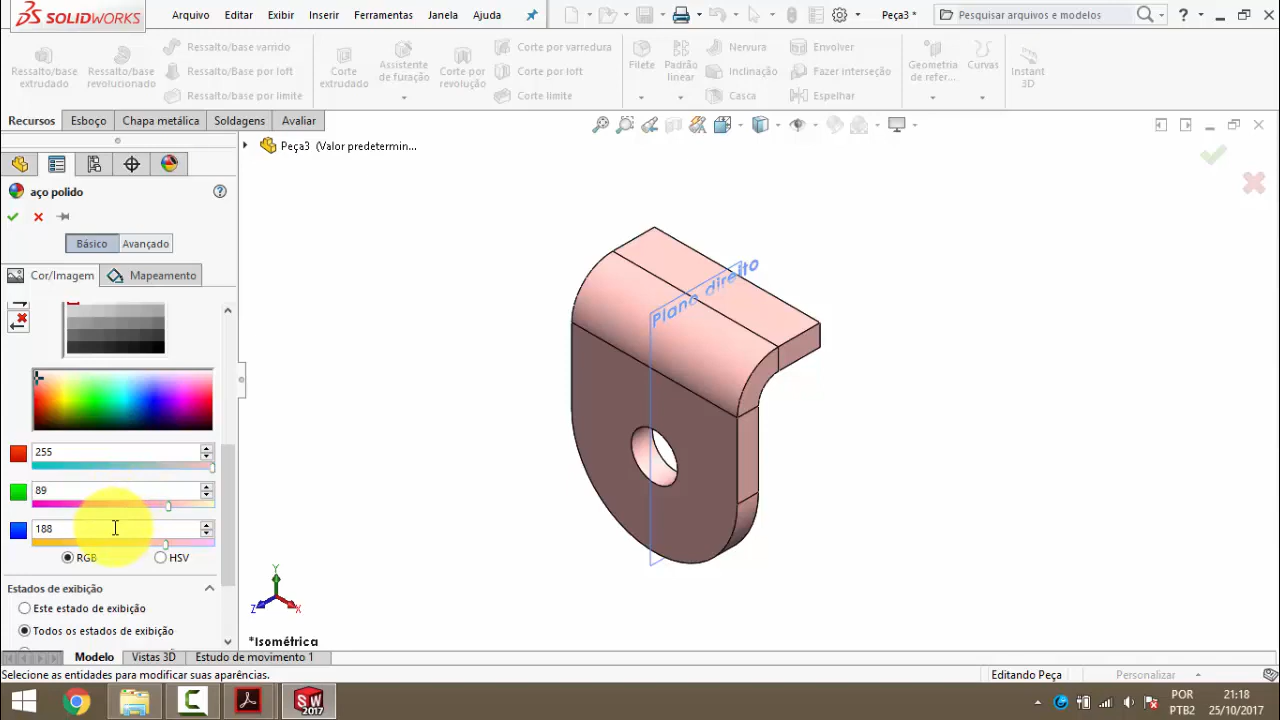 SOLIDWORKS
Arquivo Editar Exibir Inserir Ferramentas Janela Ajuda
Peça3 *
Pesquisar arquivos e modelos
Ressalto/base extrudado
Ressalto/base revolucionado
Ressalto/base varrido
Ressalto/Base por loft
Ressalto/base por limite
Corte extrudado
Assistente de furação
Corte por revolução
Corte por varredura
Corte por loft
Corte limite
Filete
Padrão linear
Nervura
Inclinação
Casca
Envolver
Fazer interseção
Espelhar
Geometria de refer...
Curvas
Instant 3D
Recursos Esboço Chapa metálica Soldagens Avaliar
Peça3 (Valor predetermin...
aço polido
Básico Avançado
Cor/Imagem Mapeamento
255
89
188
RGB HSV
Estados de exibição
Este estado de exibição
Todos os estados de exibição
Plano direito
Y
Z X
*Isométrica
Modelo Vistas 3D Estudo de movimento 1
Selecione as entidades para modificar suas aparências.
Editando Peça
Personalizar
SW 2017
POR
PTB2
21:18
25/10/2017